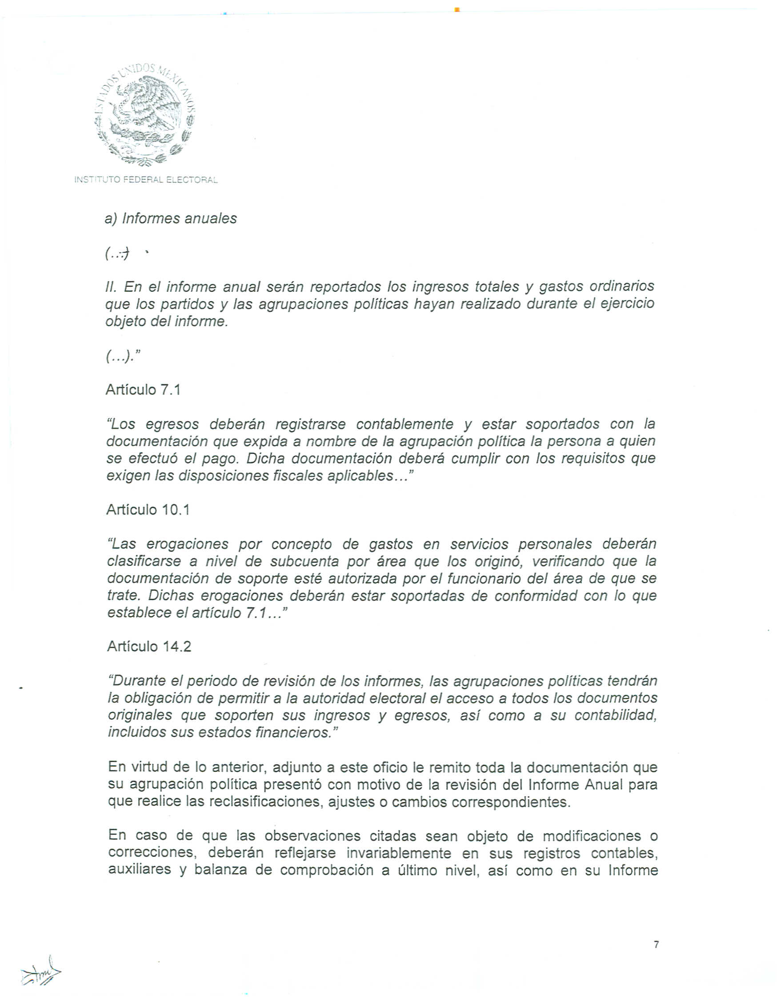 ESTADOS UNIDOS MEXICANOS
INSTITUTO FEDERAL ELECTORAL
a) Informes anuales
(...)
II. En el informe anual serán reportados los ingresos totales y gastos ordinarios
que los partidos y las agrupaciones políticas hayan realizado durante el ejercicio
objeto del informe.
(...).”
Artículo 7.1
“Los egresos deberán registrarse contablemente y estar soportados con la
documentación que expida a nombre de la agrupación política la persona a quien
se efectuó el pago. Dicha documentación deberá cumplir con los requisitos que
exigen las disposiciones fiscales aplicables...”
Artículo 10.1
“Las erogaciones por concepto de gastos en servicios personales deberán
clasificarse a nivel de subcuenta por área que los originó, verificando que la
documentación de soporte esté autorizada por el funcionario del área de que se
trate. Dichas erogaciones deberán estar soportadas de conformidad con lo que
establece el artículo 7.1...”
Artículo 14.2
“Durante el periodo de revisión de los informes, las agrupaciones políticas tendrán
la obligación de permitir a la autoridad electoral el acceso a todos los documentos
originales que soporten sus ingresos y egresos, así como a su contabilidad,
incluidos sus estados financieros.”
En virtud de lo anterior, adjunto a este oficio le remito toda la documentación que
su agrupación política presentó con motivo de la revisión del Informe Anual para
que realice las reclasificaciones, ajustes o cambios correspondientes.
En caso de que las observaciones citadas sean objeto de modificaciones o
correcciones, deberán reflejarse invariablemente en sus registros contables,
auxiliares y balanza de comprobación a último nivel, así como en su Informe
7